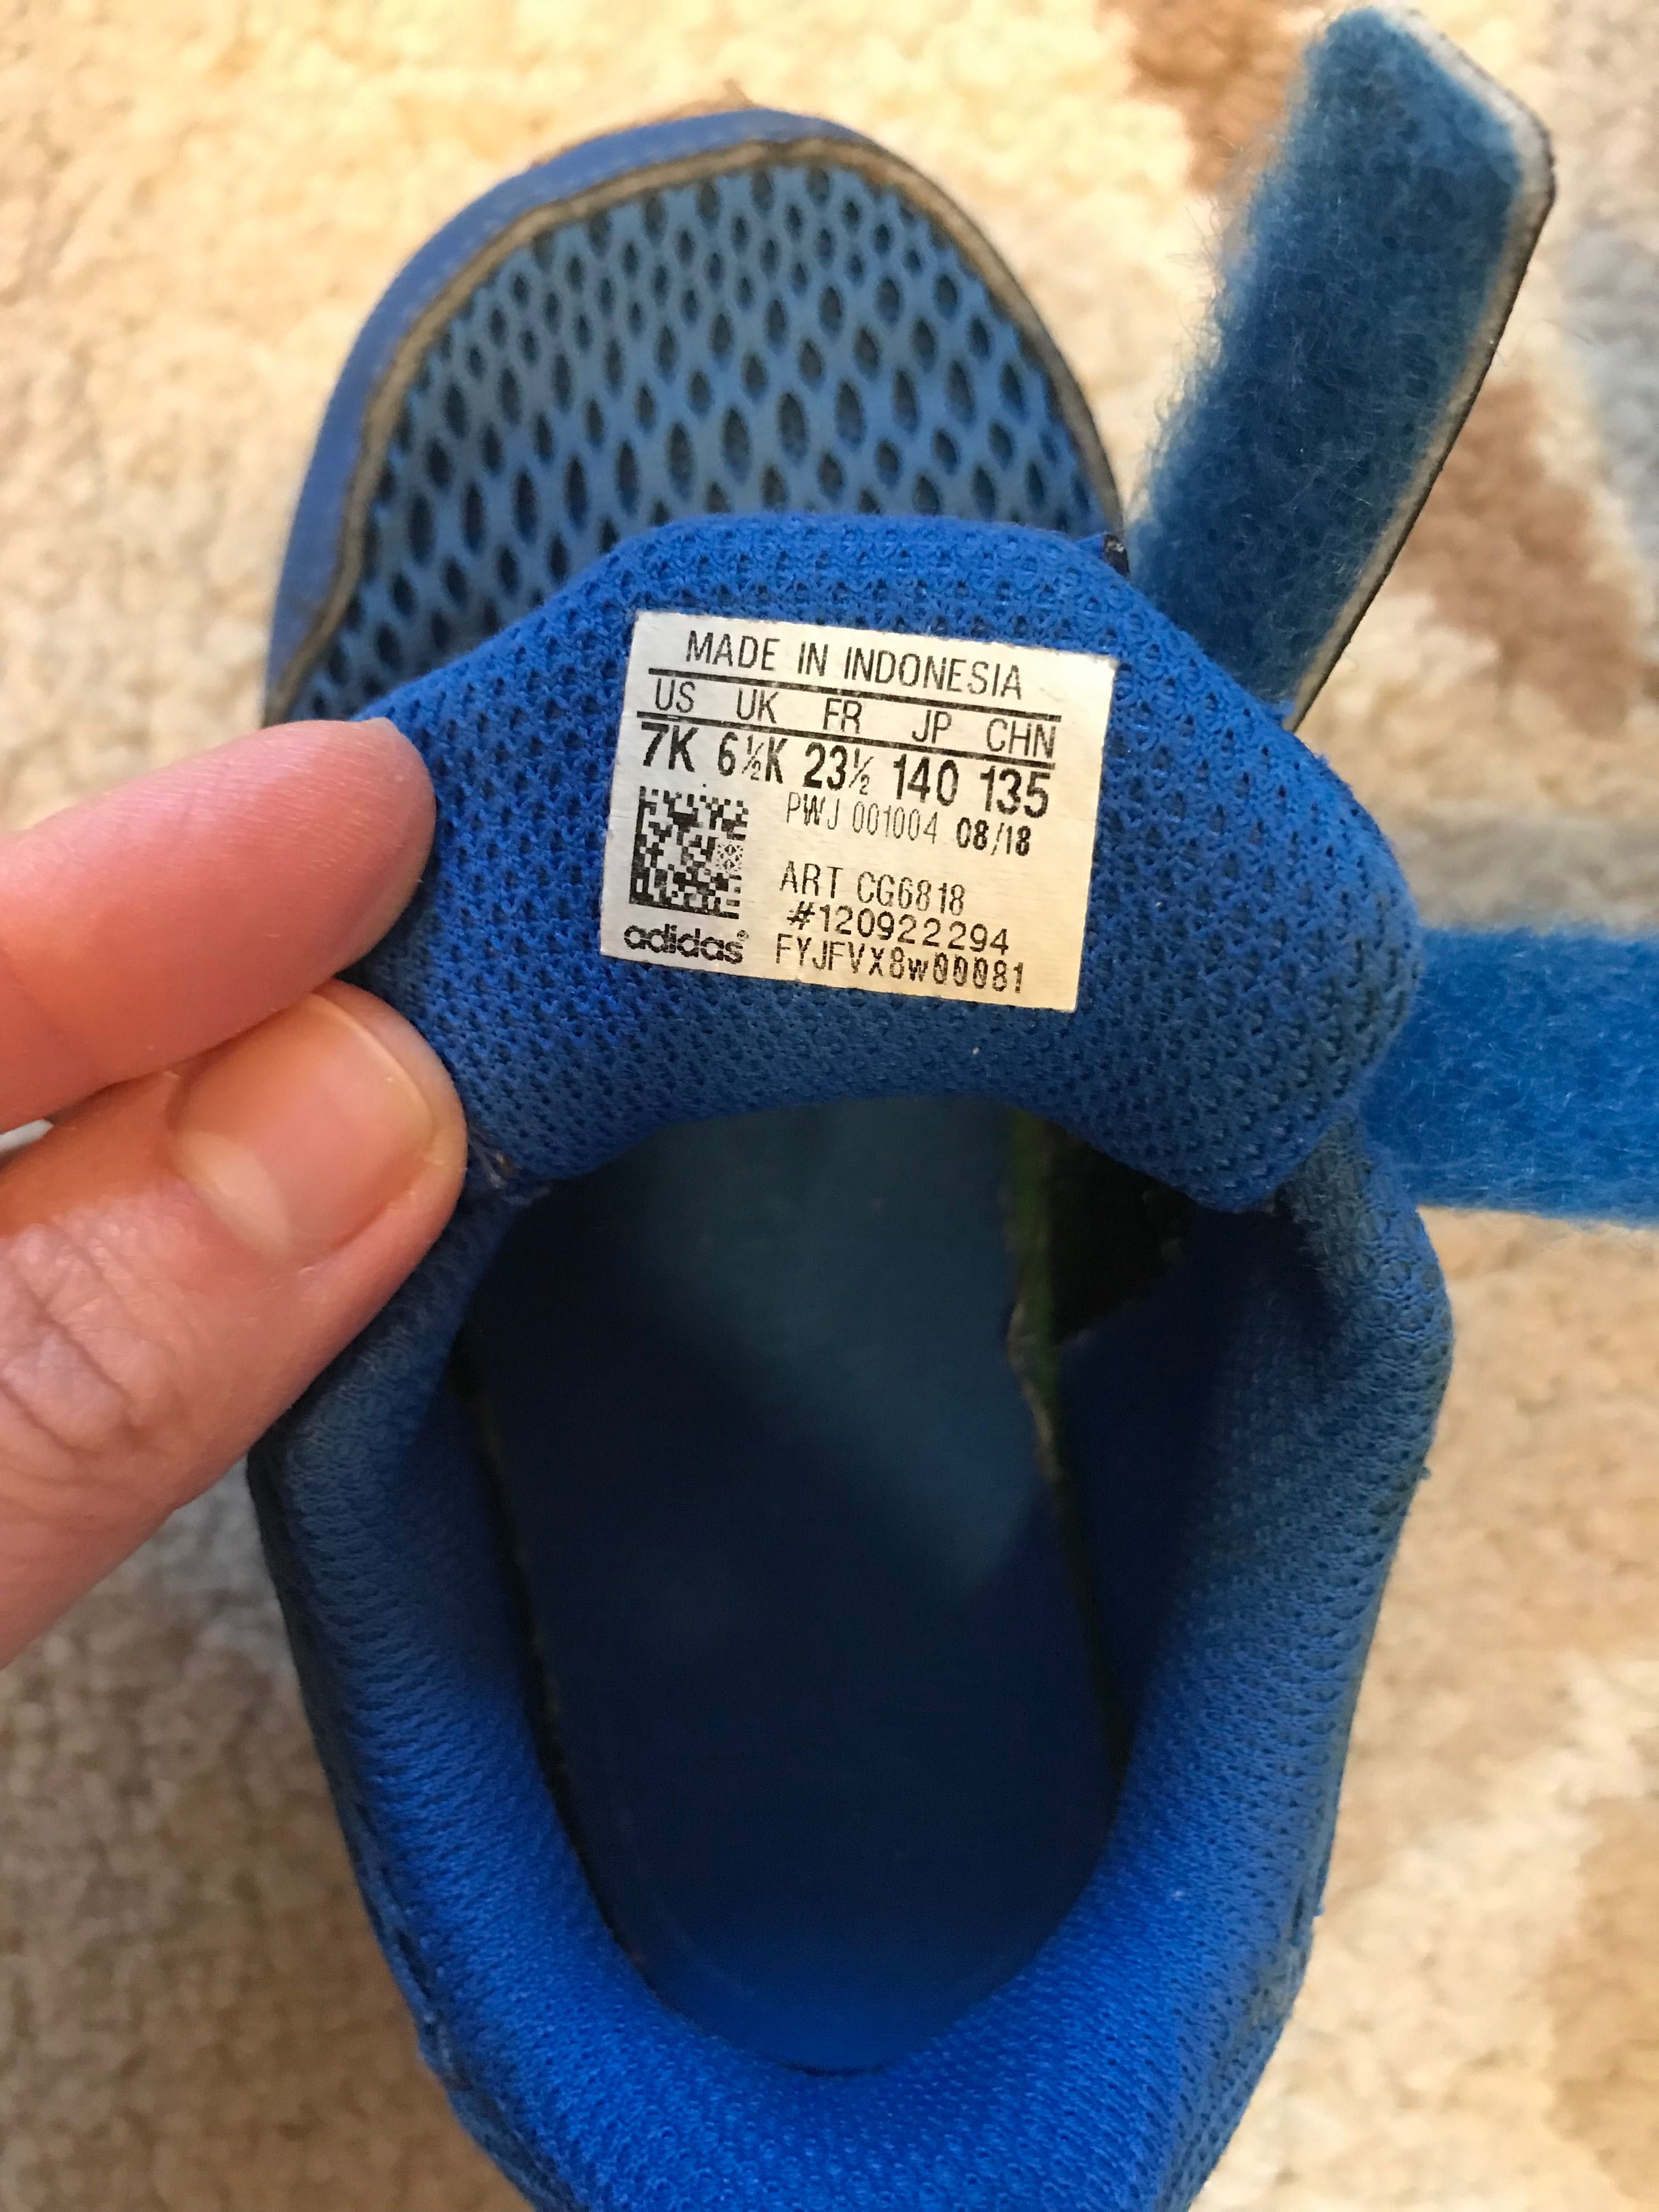 MADE IN INDONESIA
US UK FR JP CHN
7K 6½K 23½ 140 135
PWJ 001004 08/18
ART CG6818
#120922294
adidas® FYJFVX8W00081